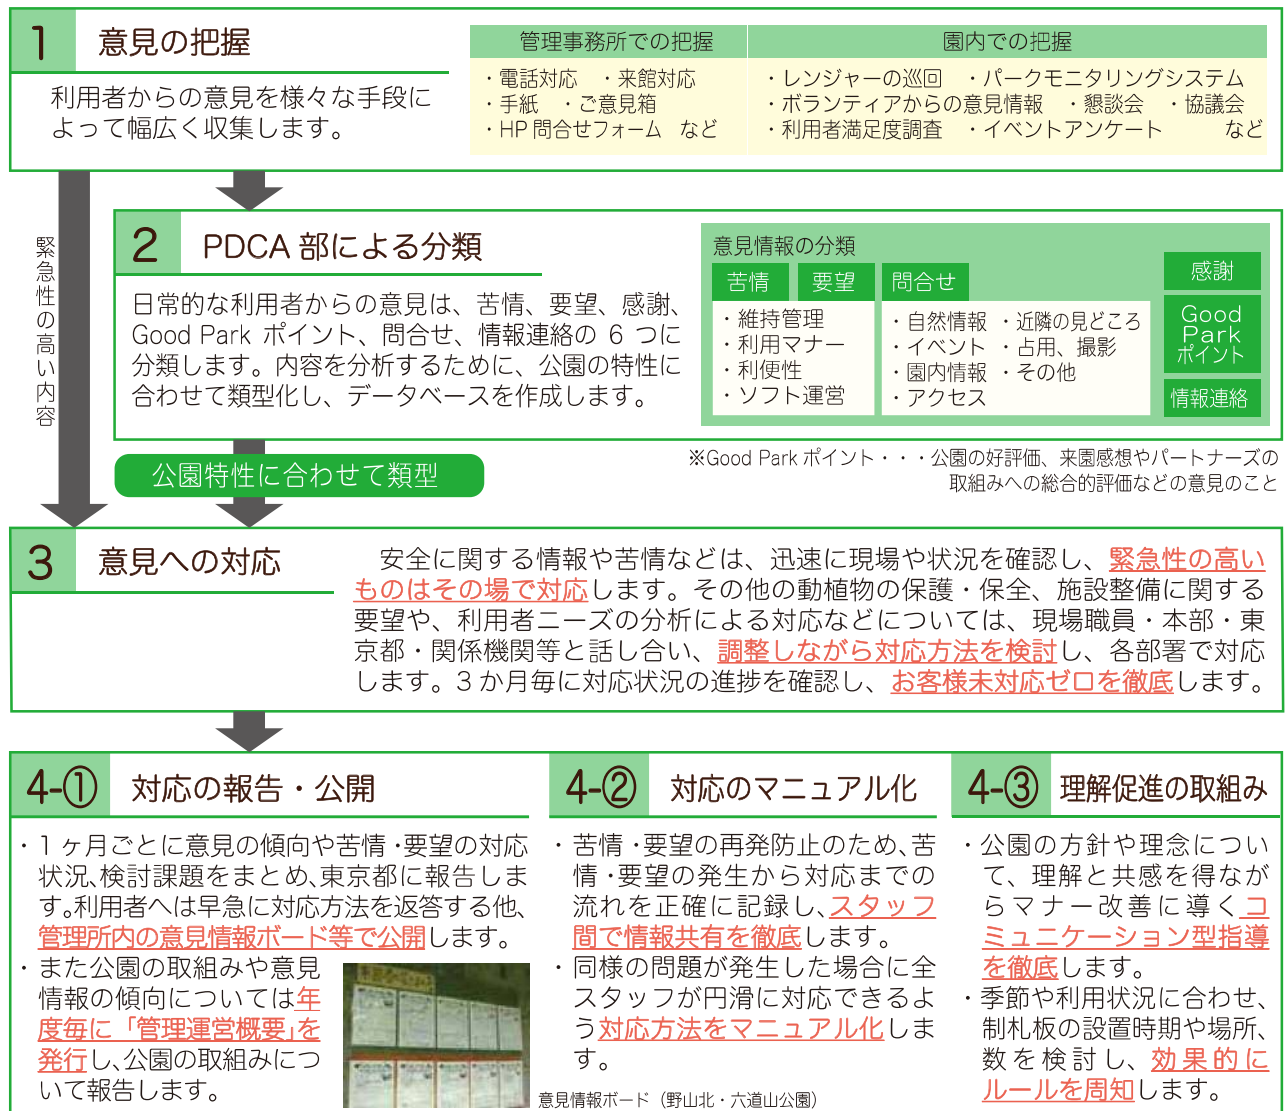 1 意見の把握
利用者からの意見を様々な手段に
よって幅広く収集します。
管理事務所での把握
・電話対応 ・来館対応
・手紙 ・ご意見箱
・HP 問合せフォーム など
園内での把握
・レンジャーの巡回 ・パークモニタリングシステム
・ボランティアからの意見情報 ・懇談会 ・協議会
・利用者満足度調査 ・イベントアンケート など
緊急性の高い内容
2 PDCA 部による分類
日常的な利用者からの意見は、苦情、要望、感謝、
Good Park ポイント、問合せ、情報連絡の 6 つに
分類します。内容を分析するために、公園の特性に
合わせて類型化し、データベースを作成します。
意見情報の分類
苦情 要望
・維持管理
・利用マナー
・利便性
・ソフト運営
問合せ
・自然情報 ・近隣の見どころ
・イベント ・占用、撮影
・園内情報 ・その他
・アクセス
感謝
Good
Park
ポイント
情報連絡
公園特性に合わせて類型
※Good Park ポイント・・・公園の好評価、来園感想やパートナーズの
取組みへの総合的評価などの意見のこと
3 意見への対応
安全に関する情報や苦情などは、迅速に現場や状況を確認し、緊急性の高い
ものはその場で対応します。その他の動植物の保護・保全、施設整備に関する
要望や、利用者ニーズの分析による対応などについては、現場職員・本部・東
京都・関係機関等と話し合い、調整しながら対応方法を検討し、各部署で対応
します。3 か月毎に対応状況の進捗を確認し、お客様未対応ゼロを徹底します。
4-① 対応の報告・公開
・1 ヶ月ごとに意見の傾向や苦情・要望の対応
状況、検討課題をまとめ、東京都に報告しま
す。利用者へは早急に対応方法を返答する他、
管理所内の意見情報ボード等で公開します。
・また公園の取組みや意見
情報の傾向については年
度毎に「管理運営概要」を
発行し、公園の取組みにつ
いて報告します。
4-② 対応のマニュアル化
・苦情・要望の再発防止のため、苦
情・要望の発生から対応までの
流れを正確に記録し、スタッフ
間で情報共有を徹底します。
・同様の問題が発生した場合に全
スタッフが円滑に対応できるよ
う対応方法をマニュアル化しま
す。
意見情報ボード（野山北・六道山公園）
4-③ 理解促進の取組み
・公園の方針や理念につい
て、理解と共感を得なが
らマナー改善に導くコ
ミュニケーション型指導
を徹底します。
・季節や利用状況に合わせ、
制札板の設置時期や場所、
数を検討し、効果的に
ルールを周知します。